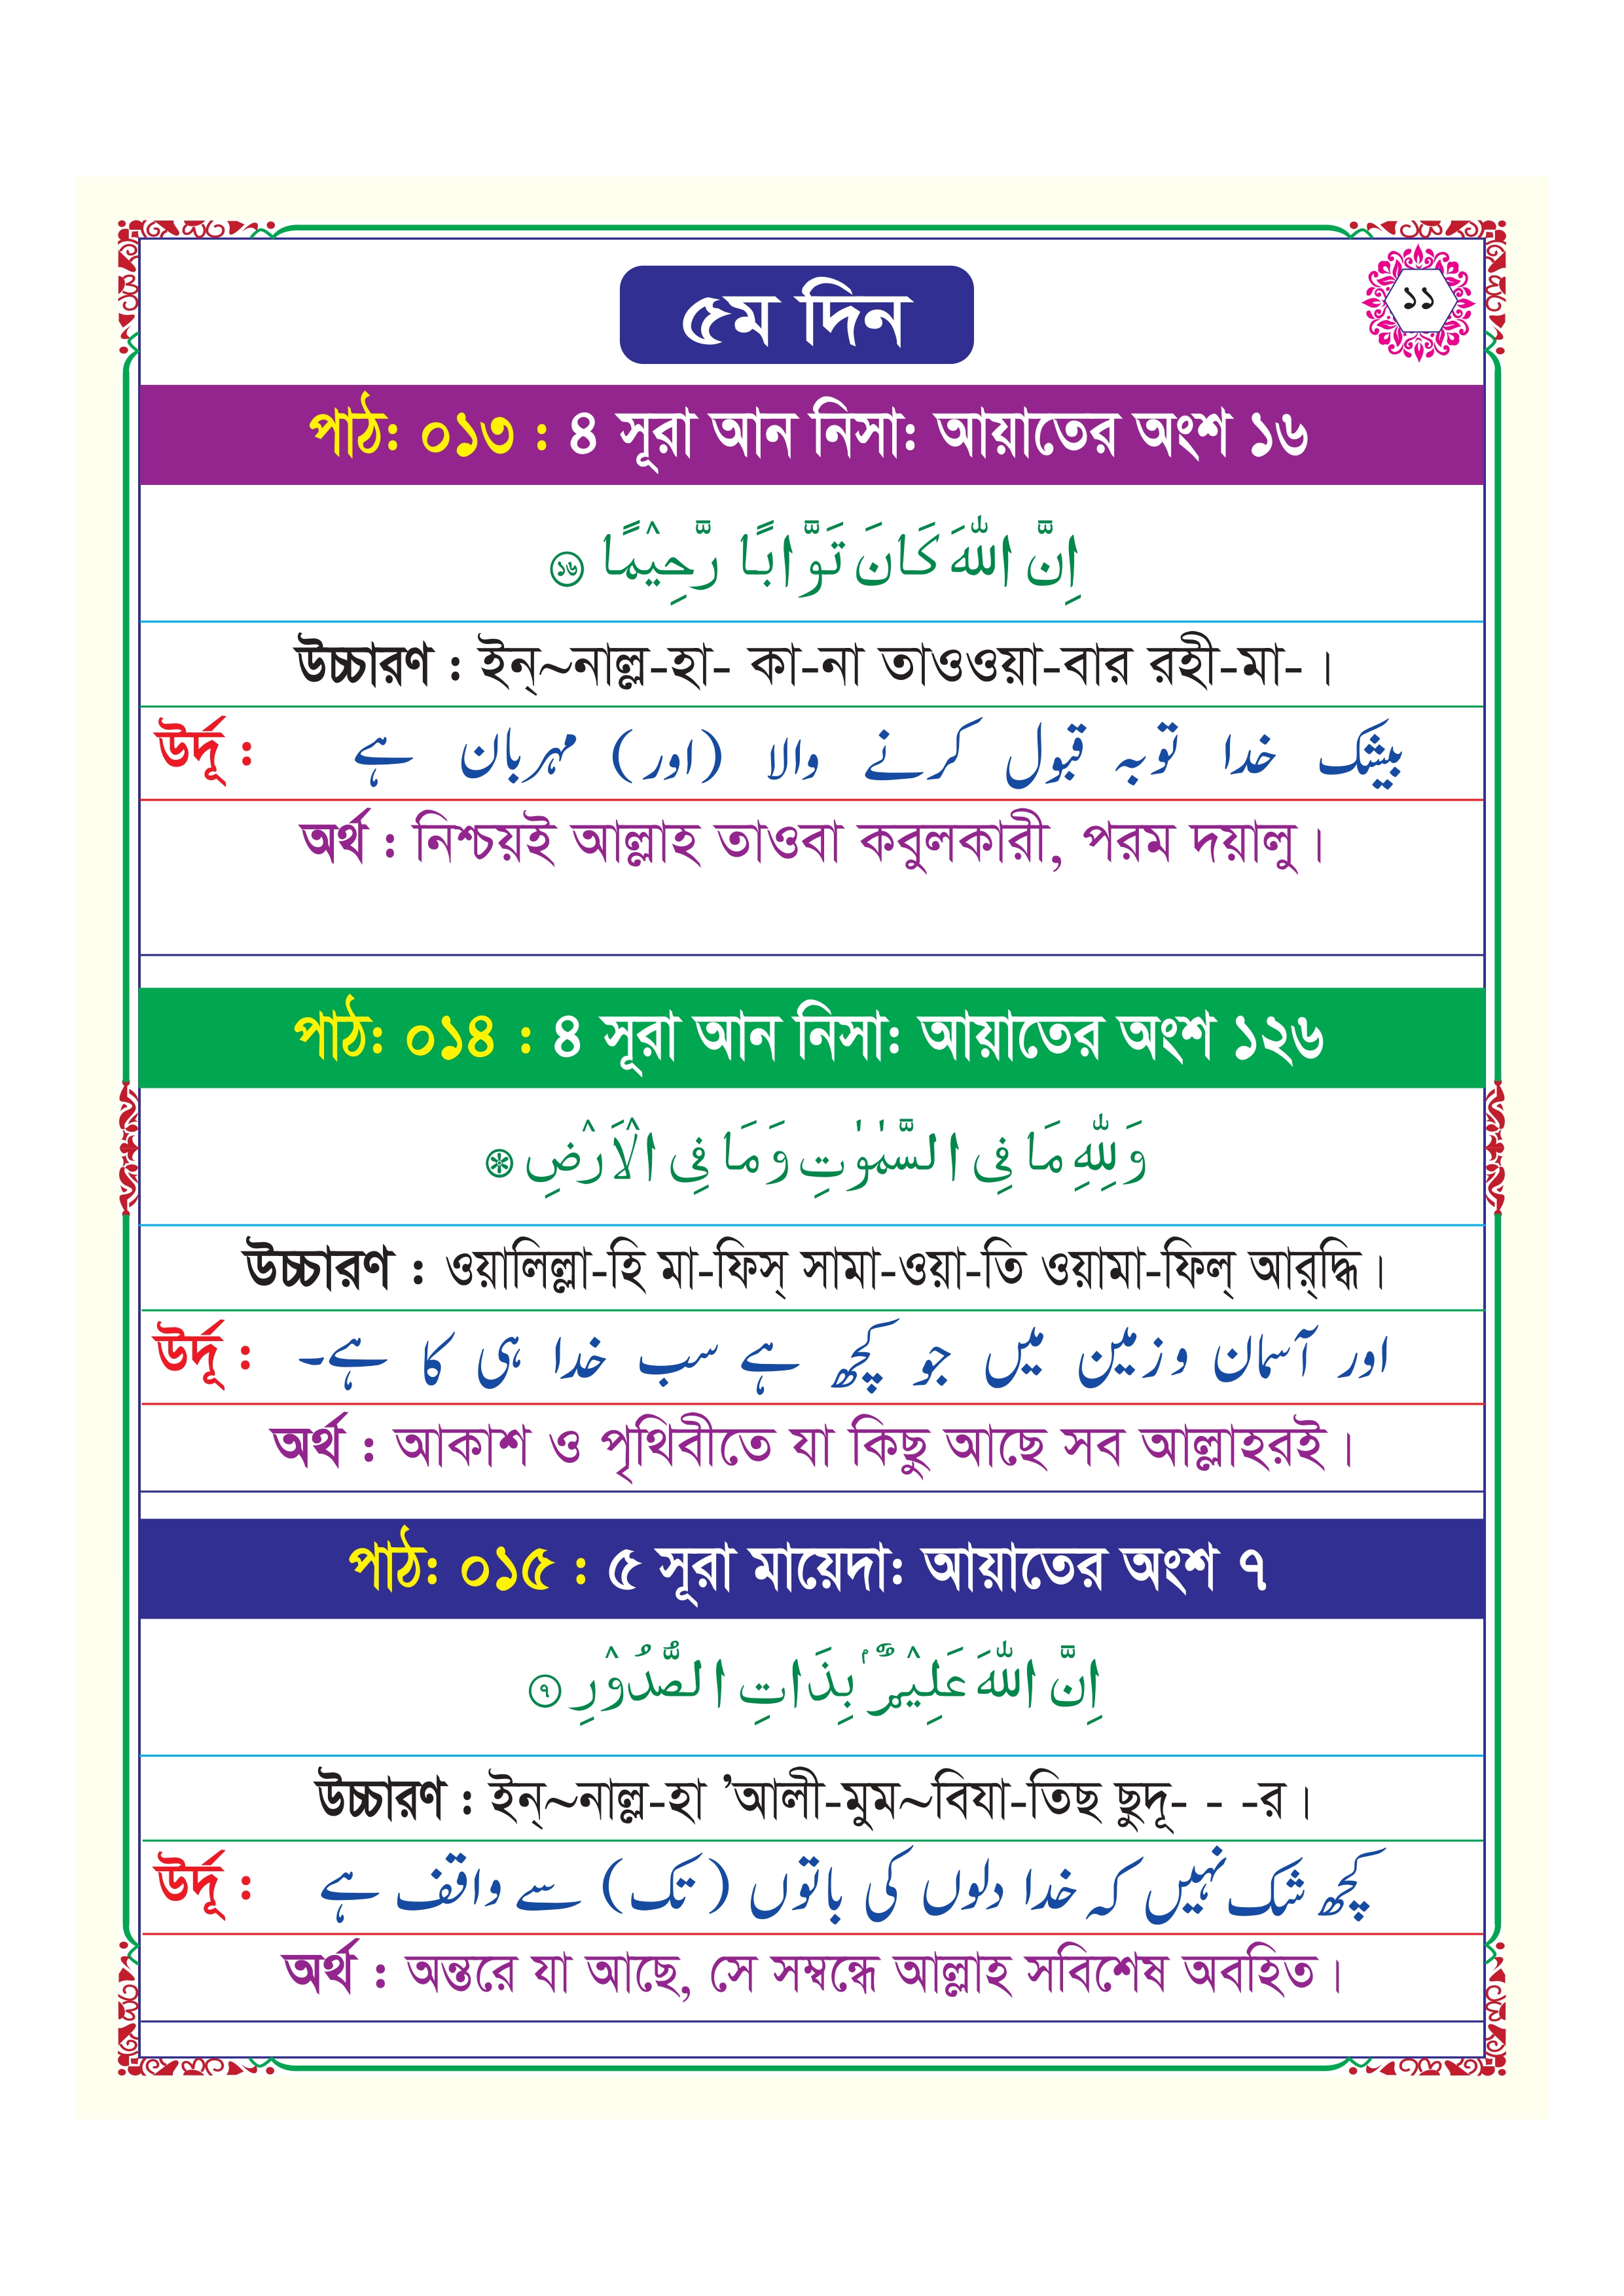 ৫ম দিন
১১
পাঠ: ০১৩ : ৪ সূরা আন নিসা: আয়াতের অংশ ১৬
اِنَّ اللّٰهَ كَانَ تَوَّابًا رَّحِيْمًا ১৬
উচ্চারণ : ইন্~নাল্ল-হা- কা-না তাওওয়া-বার রহী-মা- ।
উর্দূ : بیشک خدا توبہ قبول کرنے والا (اور) مہربان ہے
অর্থ : নিশ্চয়ই আল্লাহ তাওবা কবুলকারী, পরম দয়ালু ।
পাঠ: ০১৪ : ৪ সূরা আন নিসা: আয়াতের অংশ ১২৬
وَلِلّٰهِ مَا فِى السَّمٰوٰتِ وَمَا فِى الْاَرْضِ
উচ্চারণ : ওয়ালিল্লা-হি মা-ফিস্ সামা-ওয়া-তি ওয়ামা-ফিল্ আর্‌দ্ধি ।
উর্দূ : اور آسمان وزمین میں جو کچھ ہے سب خدا ہی کا ہے۔
অর্থ : আকাশ ও পৃথিবীতে যা কিছু আছে সব আল্লাহরই ।
পাঠ: ০১৫ : ৫ সূরা মায়েদা: আয়াতের অংশ ৭
اِنَّ اللّٰهَ عَلِيْمٌۢ بِذَاتِ الصُّدُوْرِ ৭
উচ্চারণ : ইন্~নাল্ল-হা ’আলী-মুম~বিযা-তিছ ছুদূ- - -র ।
উর্দূ : کچھ شک نہیں کہ خدا دلوں کی باتوں (تک) سے واقف ہے
অর্থ : অন্তরে যা আছে, সে সম্বন্ধে আল্লাহ সবিশেষ অবহিত ।